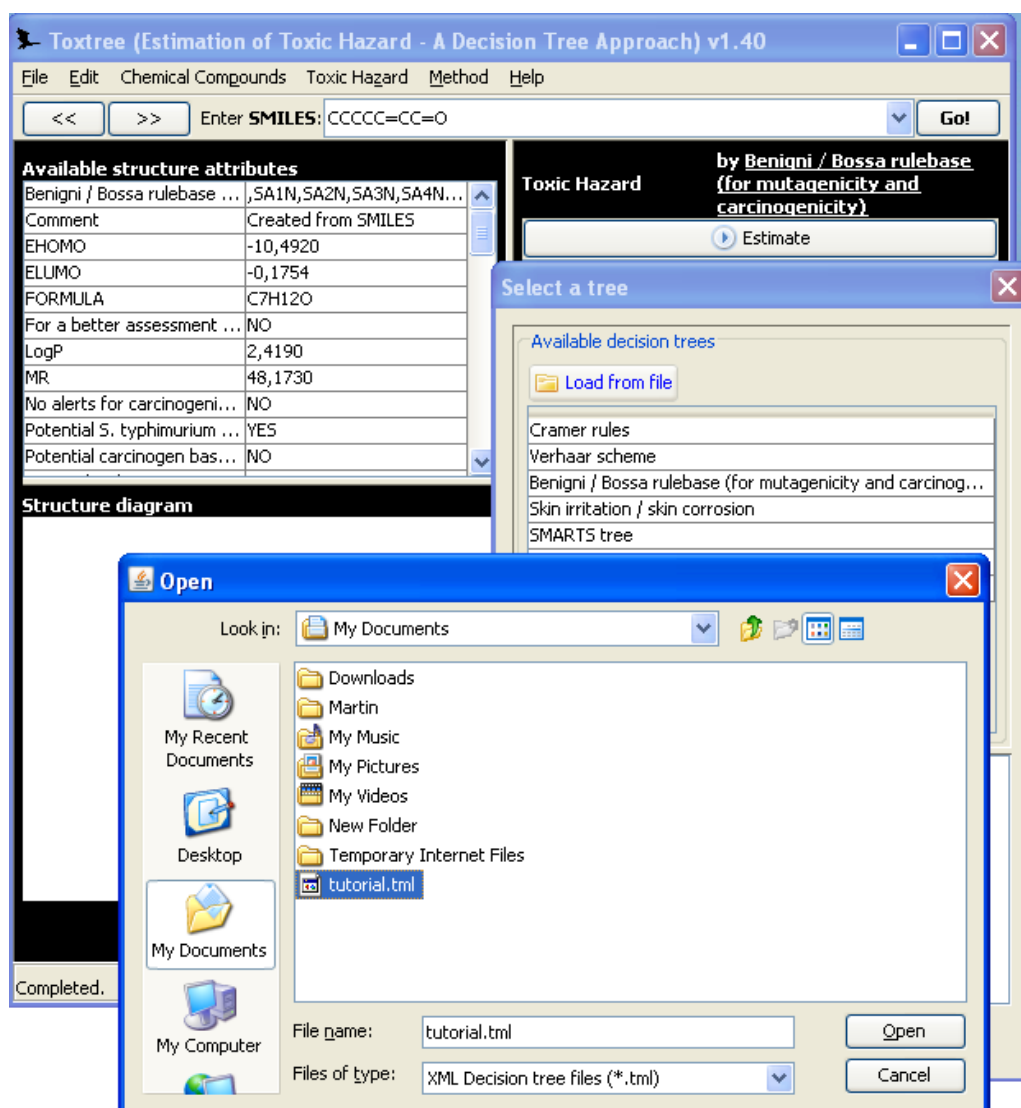 Toxtree (Estimation of Toxic Hazard - A Decision Tree Approach) v1.40
File Edit Chemical Compounds Toxic Hazard Method Help
<< >> Enter SMILES: CCCCC=CC=O Go!
Available structure attributes
Benigni / Bossa rulebase ... ,SA1N,SA2N,SA3N,SA4N...
Comment Created from SMILES
EHOMO -10,4920
ELUMO -0,1754
FORMULA C7H12O
For a better assessment ... NO
LogP 2,4190
MR 48,1730
No alerts for carcinogeni... NO
Potential S. typhimurium ... YES
Potential carcinogen bas... NO
Structure diagram
Toxic Hazard
by Benigni / Bossa rulebase
(for mutagenicity and
carcinogenicity)
Estimate
Select a tree
Available decision trees
Load from file
Cramer rules
Verhaar scheme
Benigni / Bossa rulebase (for mutagenicity and carcinog...
Skin irritation / skin corrosion
SMARTS tree
Open
Look in: My Documents
My Recent
Documents
Desktop
My Documents
My Computer
Downloads
Martin
My Music
My Pictures
My Videos
New Folder
Temporary Internet Files
tutorial.tml
File name: tutorial.tml Open
Files of type: XML Decision tree files (*.tml) Cancel
Completed.